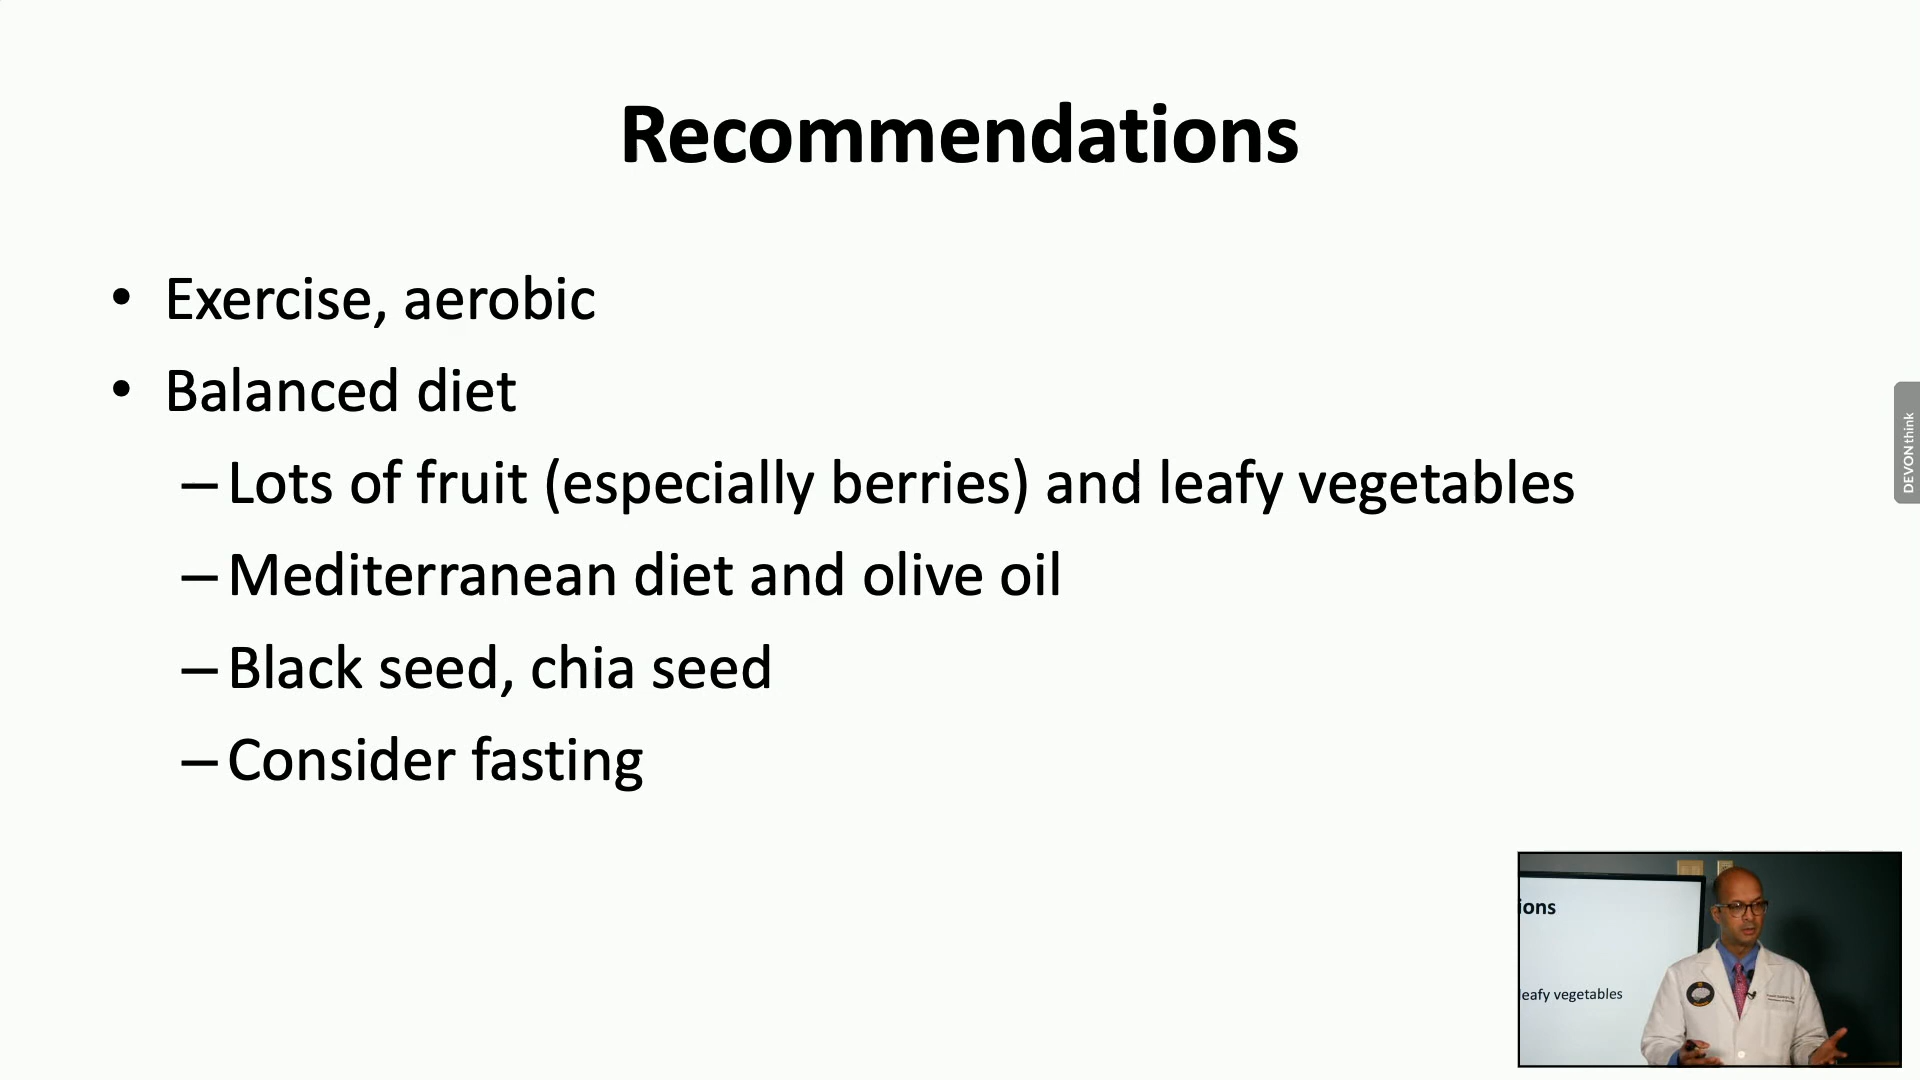 Recommendations
• Exercise, aerobic
• Balanced diet
– Lots of fruit (especially berries) and leafy vegetables
– Mediterranean diet and olive oil
– Black seed, chia seed
– Consider fasting
DEVONthink
ions
leafy vegetables